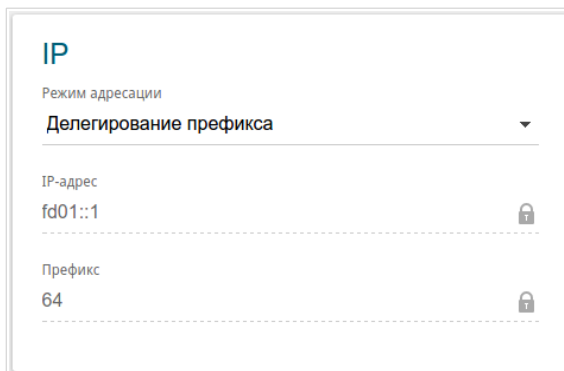 IP
Режим адресации
Делегирование префикса
IP-адрес
fd01::1
Префикс
64